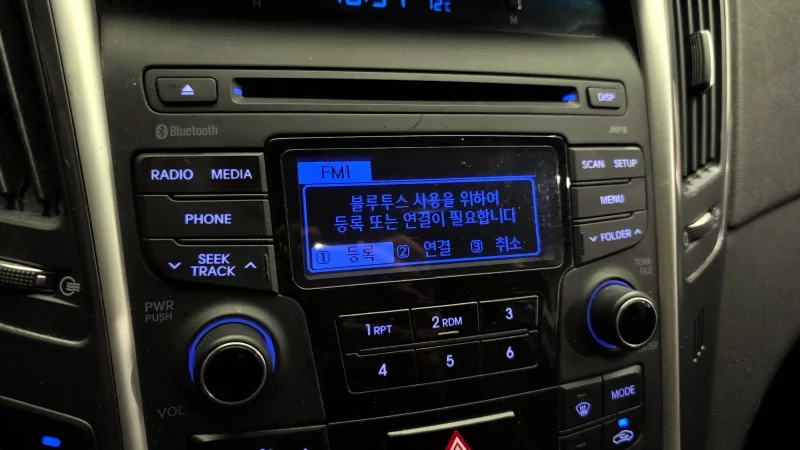 H
12℃
M
DISP
Bluetooth
MP3
RADIO MEDIA
PHONE
SEEK
TRACK
FM1
블루투스 사용을 위하여
등록 또는 연결이 필요합니다
① 등록 ② 연결 ③ 취소
SCAN SETUP
MENU
FOLDER
TUNE
FILE
ENTER
PWR
PUSH
VOL
1 RPT
2 RDM
3
4
5
6
MODE